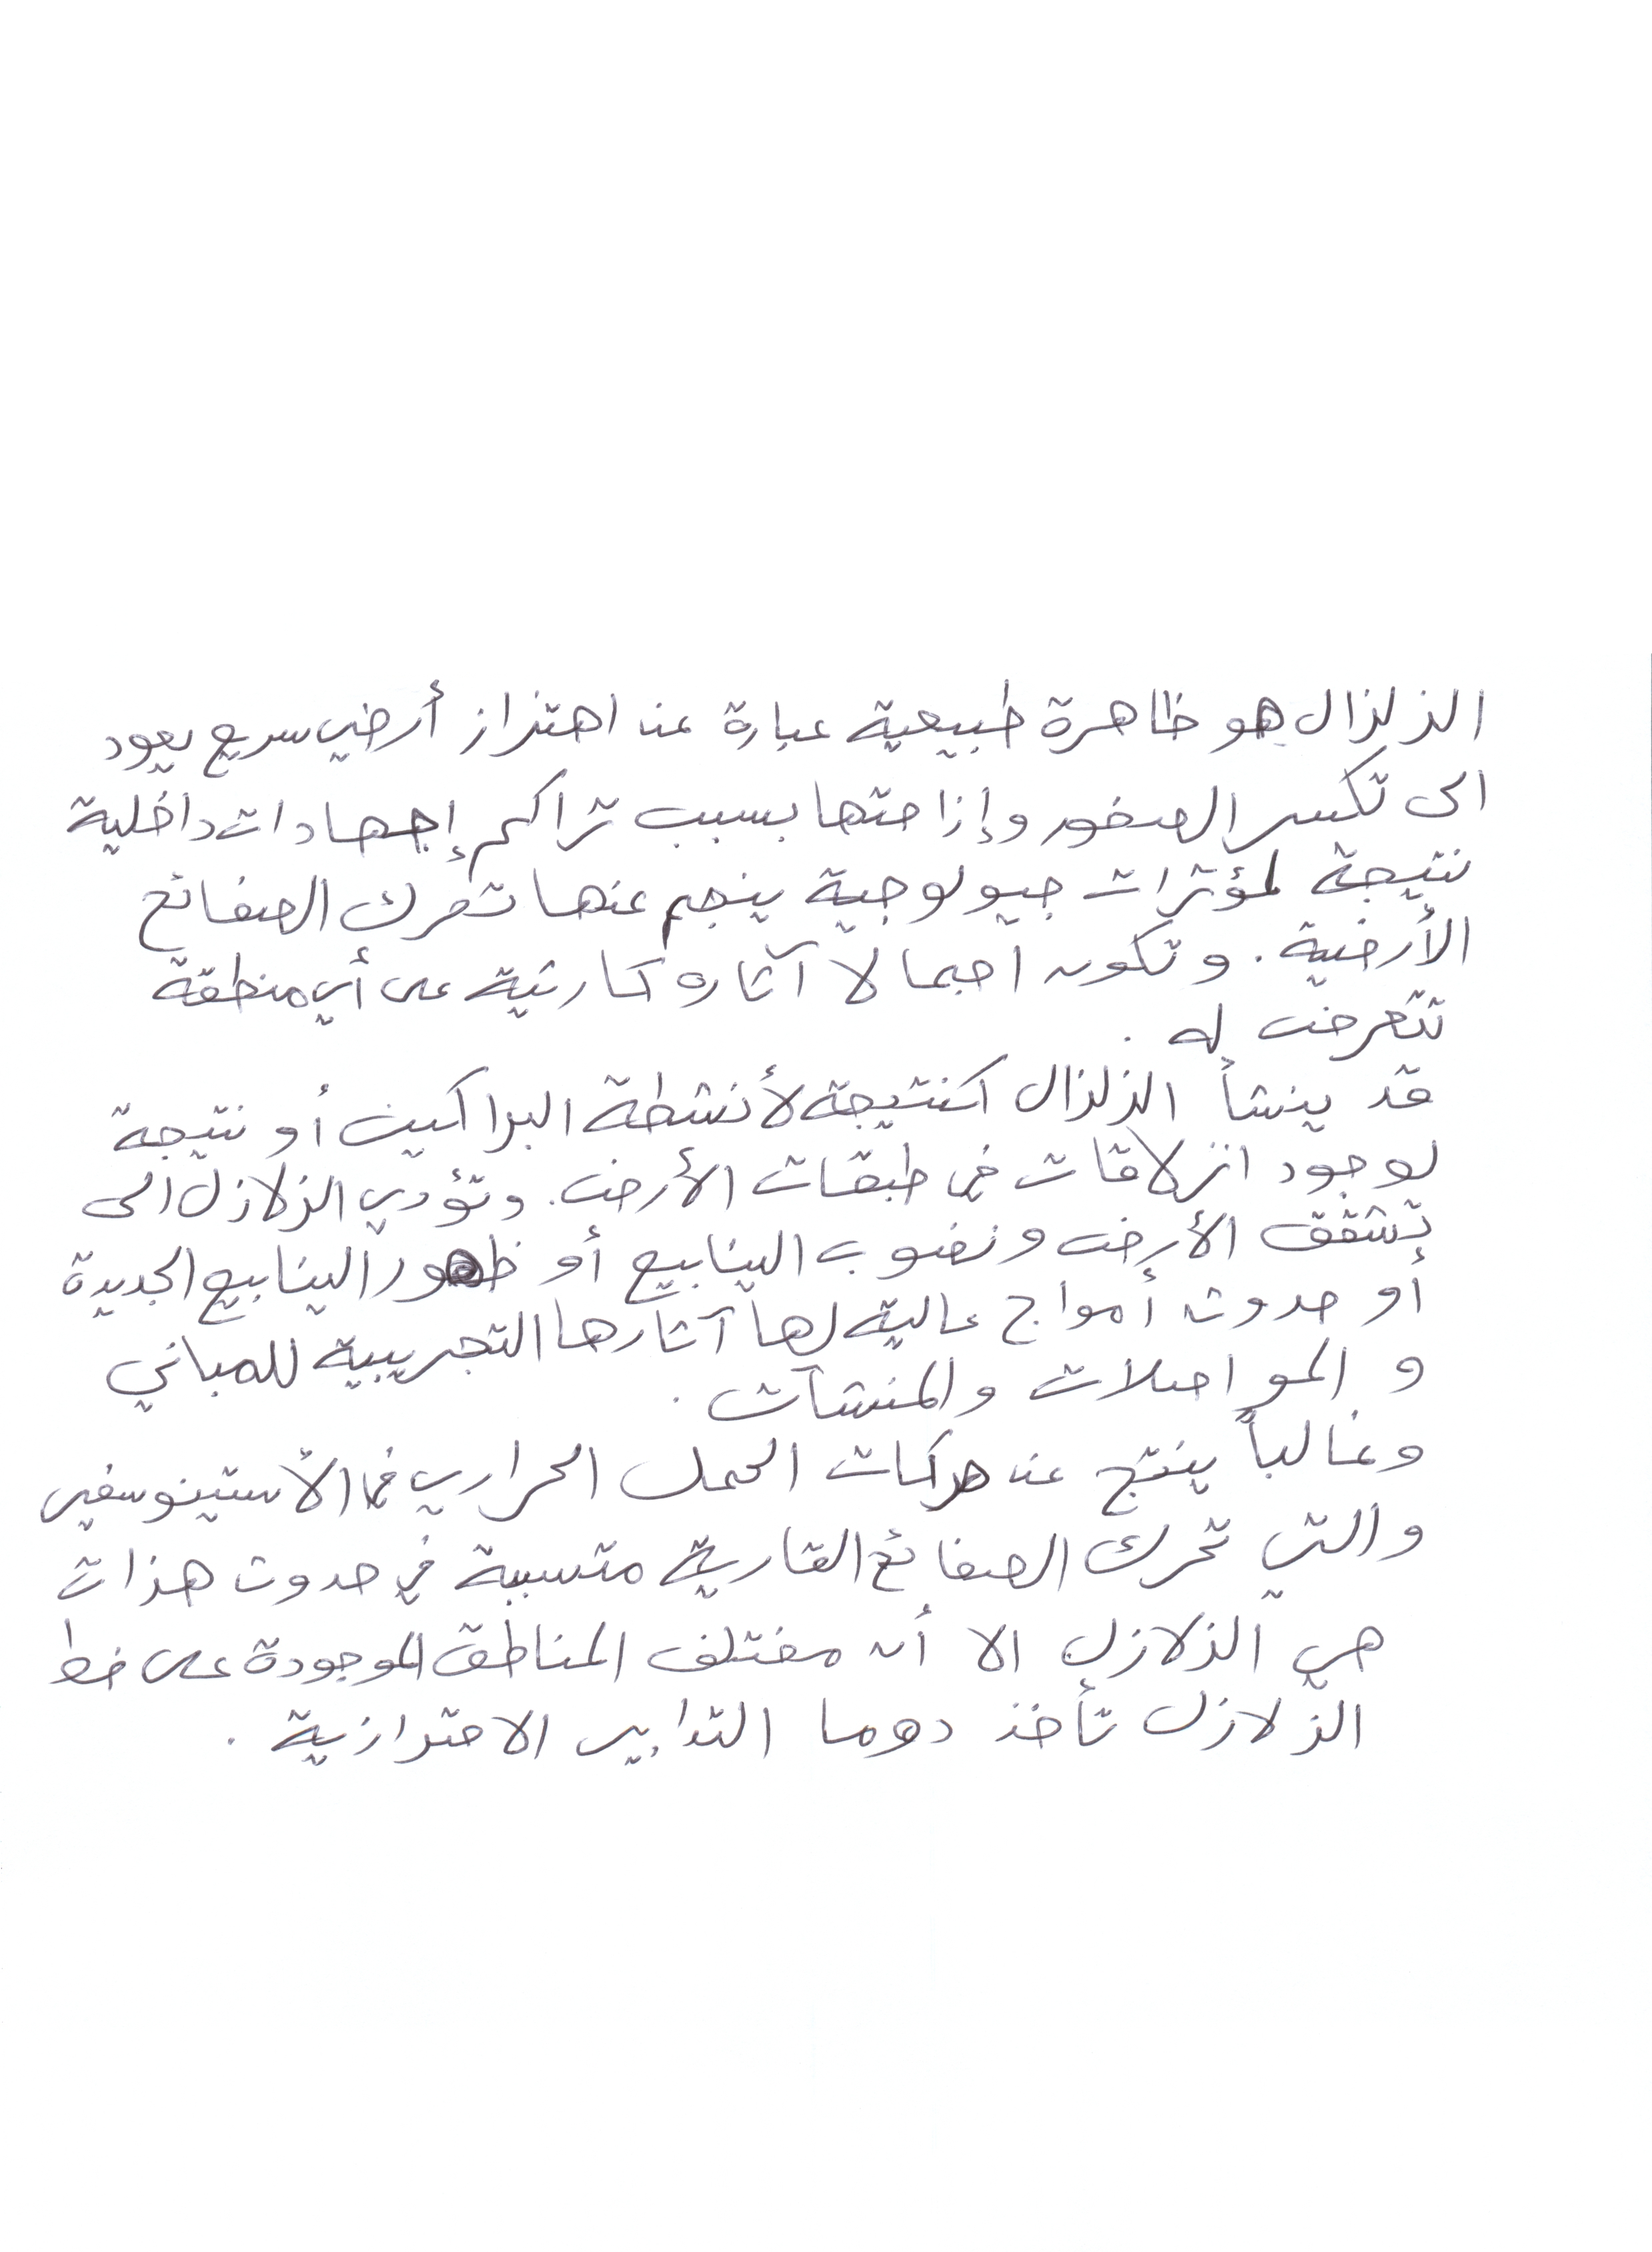 الزلزال هو ظاهرة طبيعية عبارة عن اهتزاز أرضي سريع يعود
الى تكسر الصخور وإزاحتها بسبب تراكم إجهادات داخلية
نتيجة لمؤثرات جيولوجية ينجم عنها تحرك الصفائح
الأرضية . وتكون اجمالا آثاره كارثية على أي منطقة
تتعرض له .
قد ينشأ الزلزال كنتيجة لأنشطة البراكين أو نتيجة
لوجود انزلاقات في طبقات الأرض . وتؤدي الزلازل الى
تشقق الأرض ونضوب الينابيع أو ظهور الينابيع الجديدة
أو حدوث أمواج عالية لها آثارها التخريبية للمباني
و المواصلات والمنشآت .
وغالباً ينتج عن حركات الحمل الحراري في الأستينوسفير
والتي تحرك الصفائح القارية متسببة في حدوث هزات
هي الزلازل الا أن مختلف المناطق الموجودة على خط
الزلازل تأخذ دوما التدابير الاحترازية .